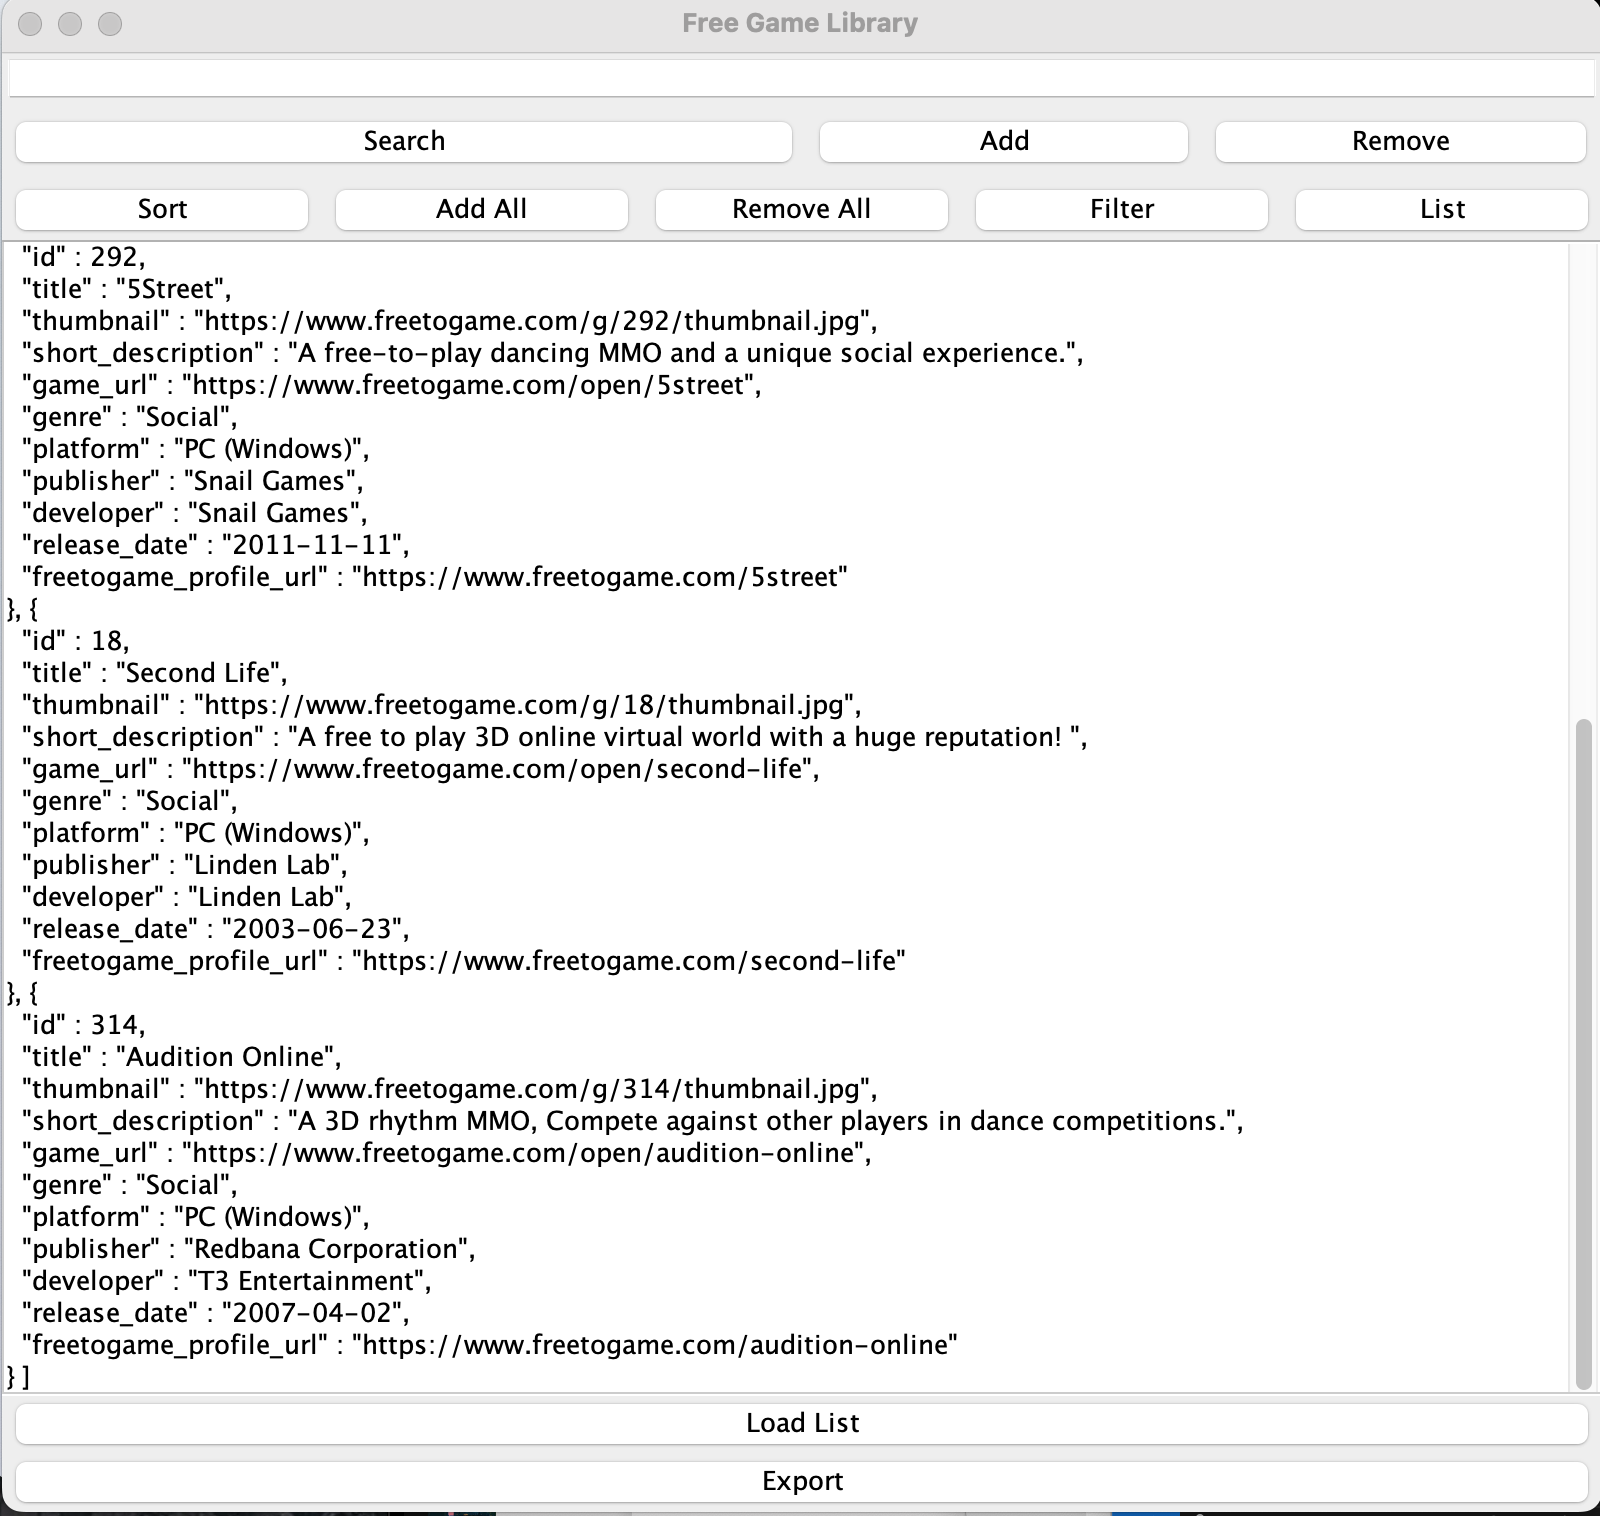 Free Game Library
Search Add Remove
Sort Add All Remove All Filter List
"id" : 292,
"title" : "5Street",
"thumbnail" : "https://www.freetogame.com/g/292/thumbnail.jpg",
"short_description" : "A free-to-play dancing MMO and a unique social experience.",
"game_url" : "https://www.freetogame.com/open/5street",
"genre" : "Social",
"platform" : "PC (Windows)",
"publisher" : "Snail Games",
"developer" : "Snail Games",
"release_date" : "2011-11-11",
"freetogame_profile_url" : "https://www.freetogame.com/5street"
}, {
"id" : 18,
"title" : "Second Life",
"thumbnail" : "https://www.freetogame.com/g/18/thumbnail.jpg",
"short_description" : "A free to play 3D online virtual world with a huge reputation! ",
"game_url" : "https://www.freetogame.com/open/second-life",
"genre" : "Social",
"platform" : "PC (Windows)",
"publisher" : "Linden Lab",
"developer" : "Linden Lab",
"release_date" : "2003-06-23",
"freetogame_profile_url" : "https://www.freetogame.com/second-life"
}, {
"id" : 314,
"title" : "Audition Online",
"thumbnail" : "https://www.freetogame.com/g/314/thumbnail.jpg",
"short_description" : "A 3D rhythm MMO, Compete against other players in dance competitions.",
"game_url" : "https://www.freetogame.com/open/audition-online",
"genre" : "Social",
"platform" : "PC (Windows)",
"publisher" : "Redbana Corporation",
"developer" : "T3 Entertainment",
"release_date" : "2007-04-02",
"freetogame_profile_url" : "https://www.freetogame.com/audition-online"
} ]
Load List
Export